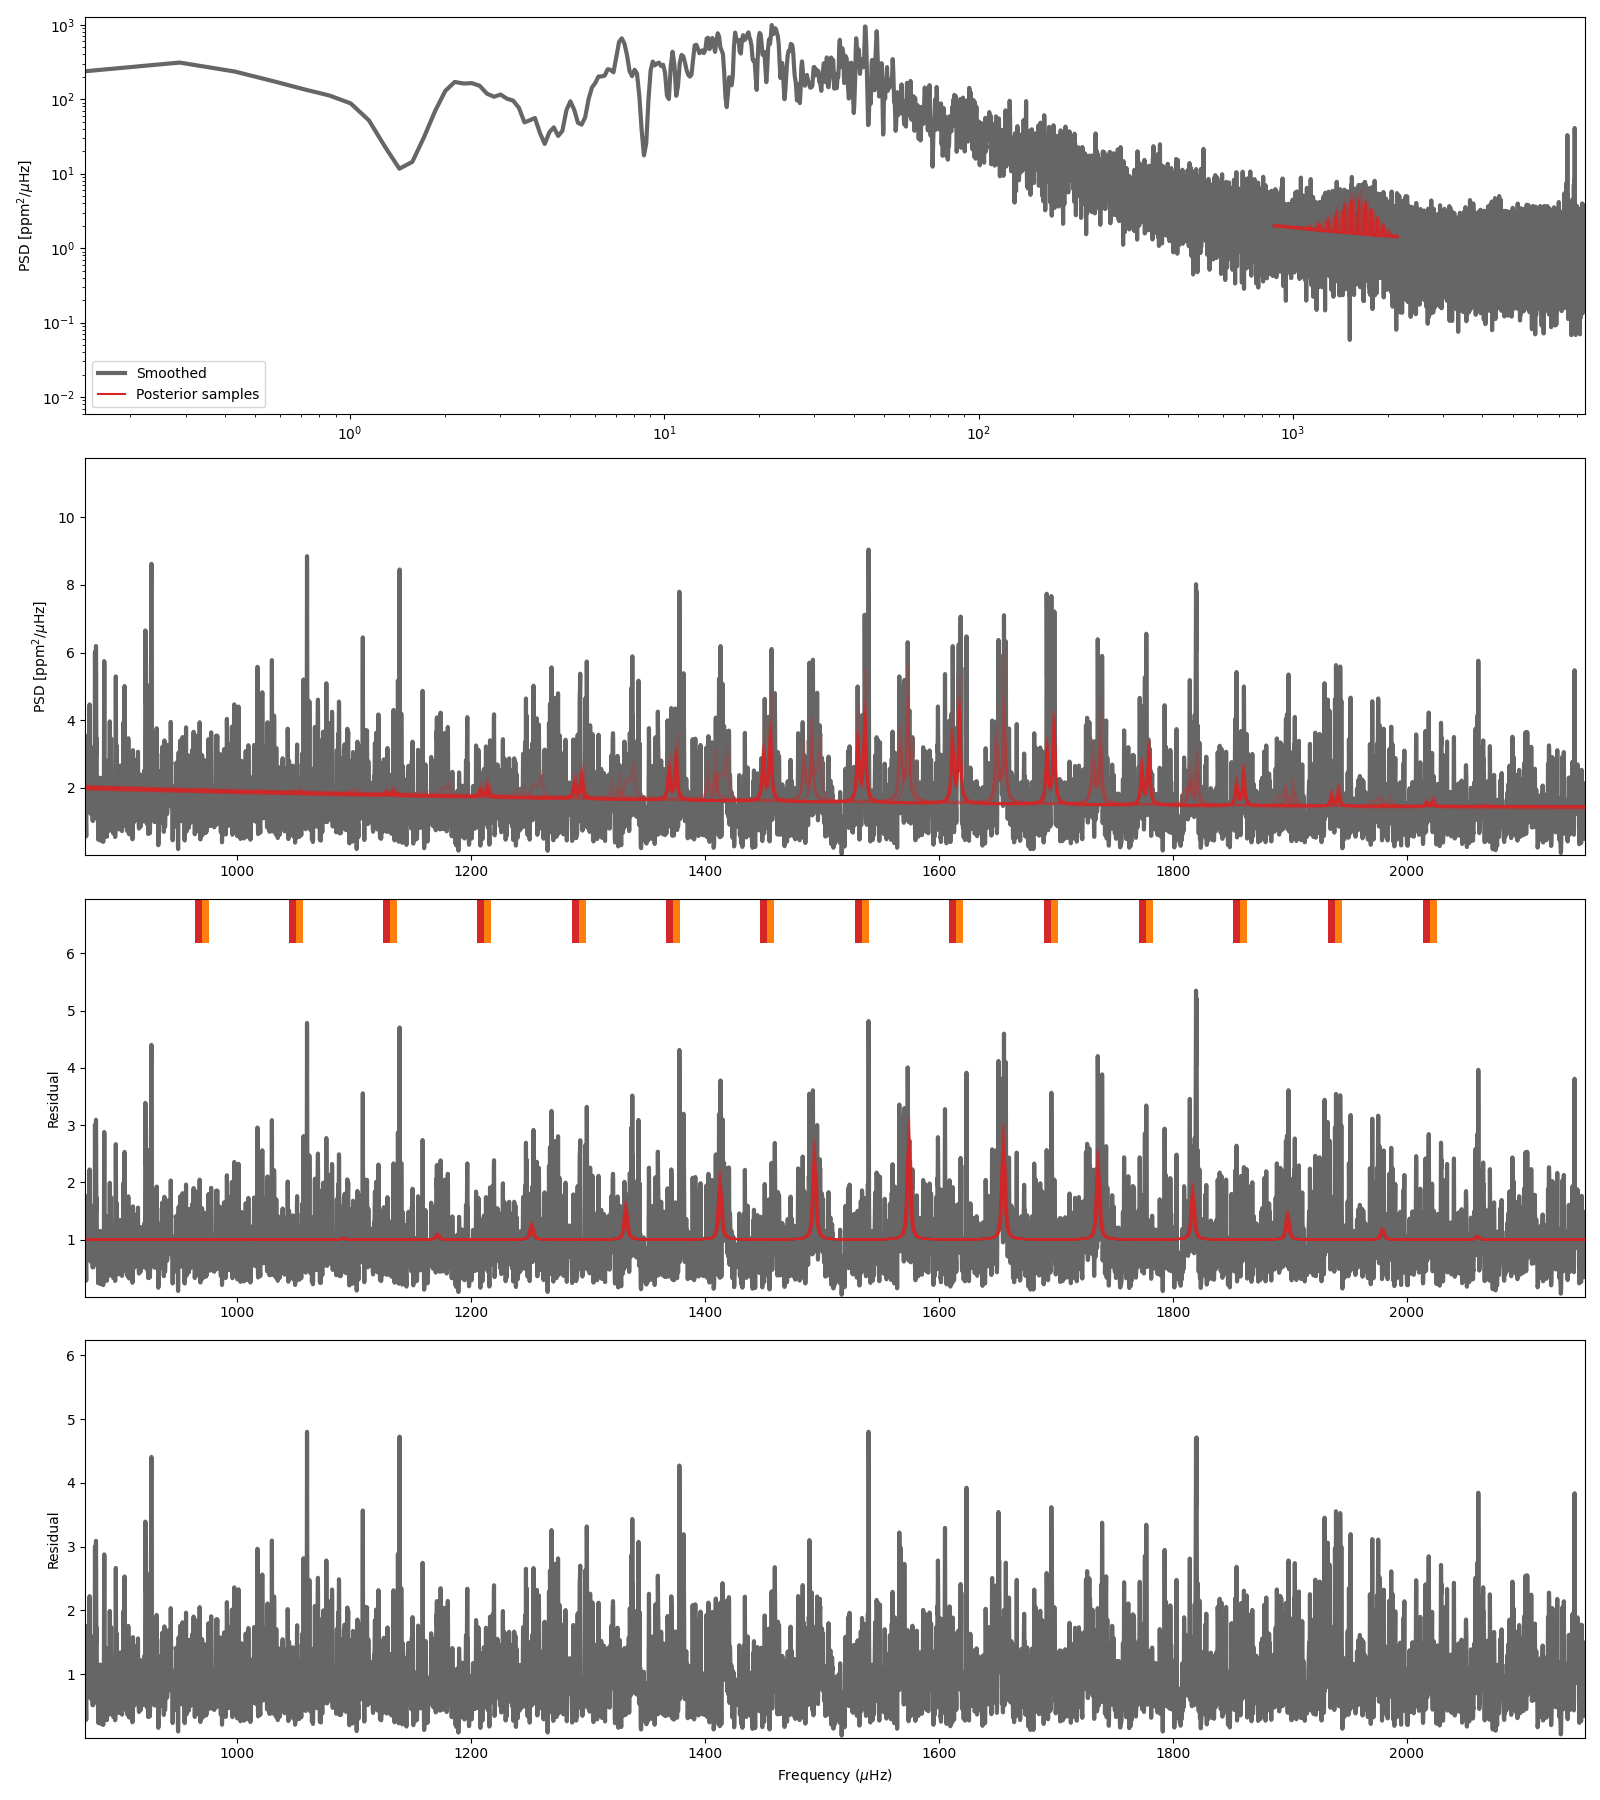 10³
10²
10¹
10⁰
10⁻¹
10⁻²
PSD [ppm²/μHz]
Smoothed
Posterior samples
10⁰ 10¹ 10² 10³
10
8
6
4
2
PSD [ppm²/μHz]
1000 1200 1400 1600 1800 2000
6
5
4
3
2
1
Residual
1000 1200 1400 1600 1800 2000
6
5
4
3
2
1
Residual
1000 1200 1400 1600 1800 2000
Frequency (μHz)